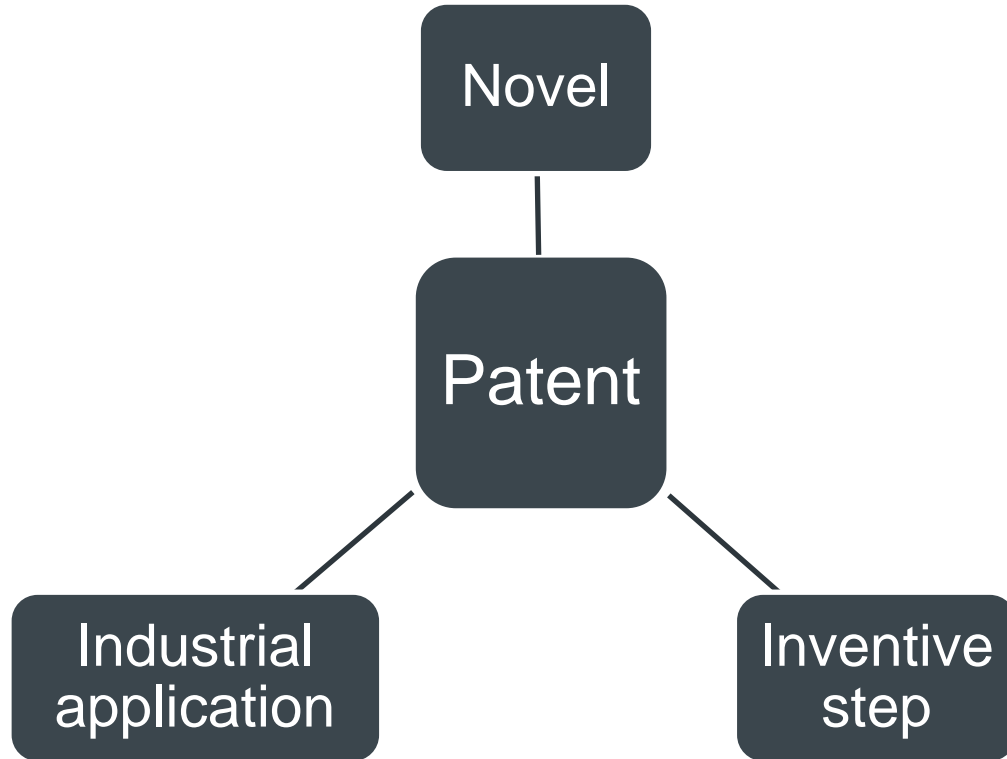 Novel
Patent
Industrial
application
Inventive
step